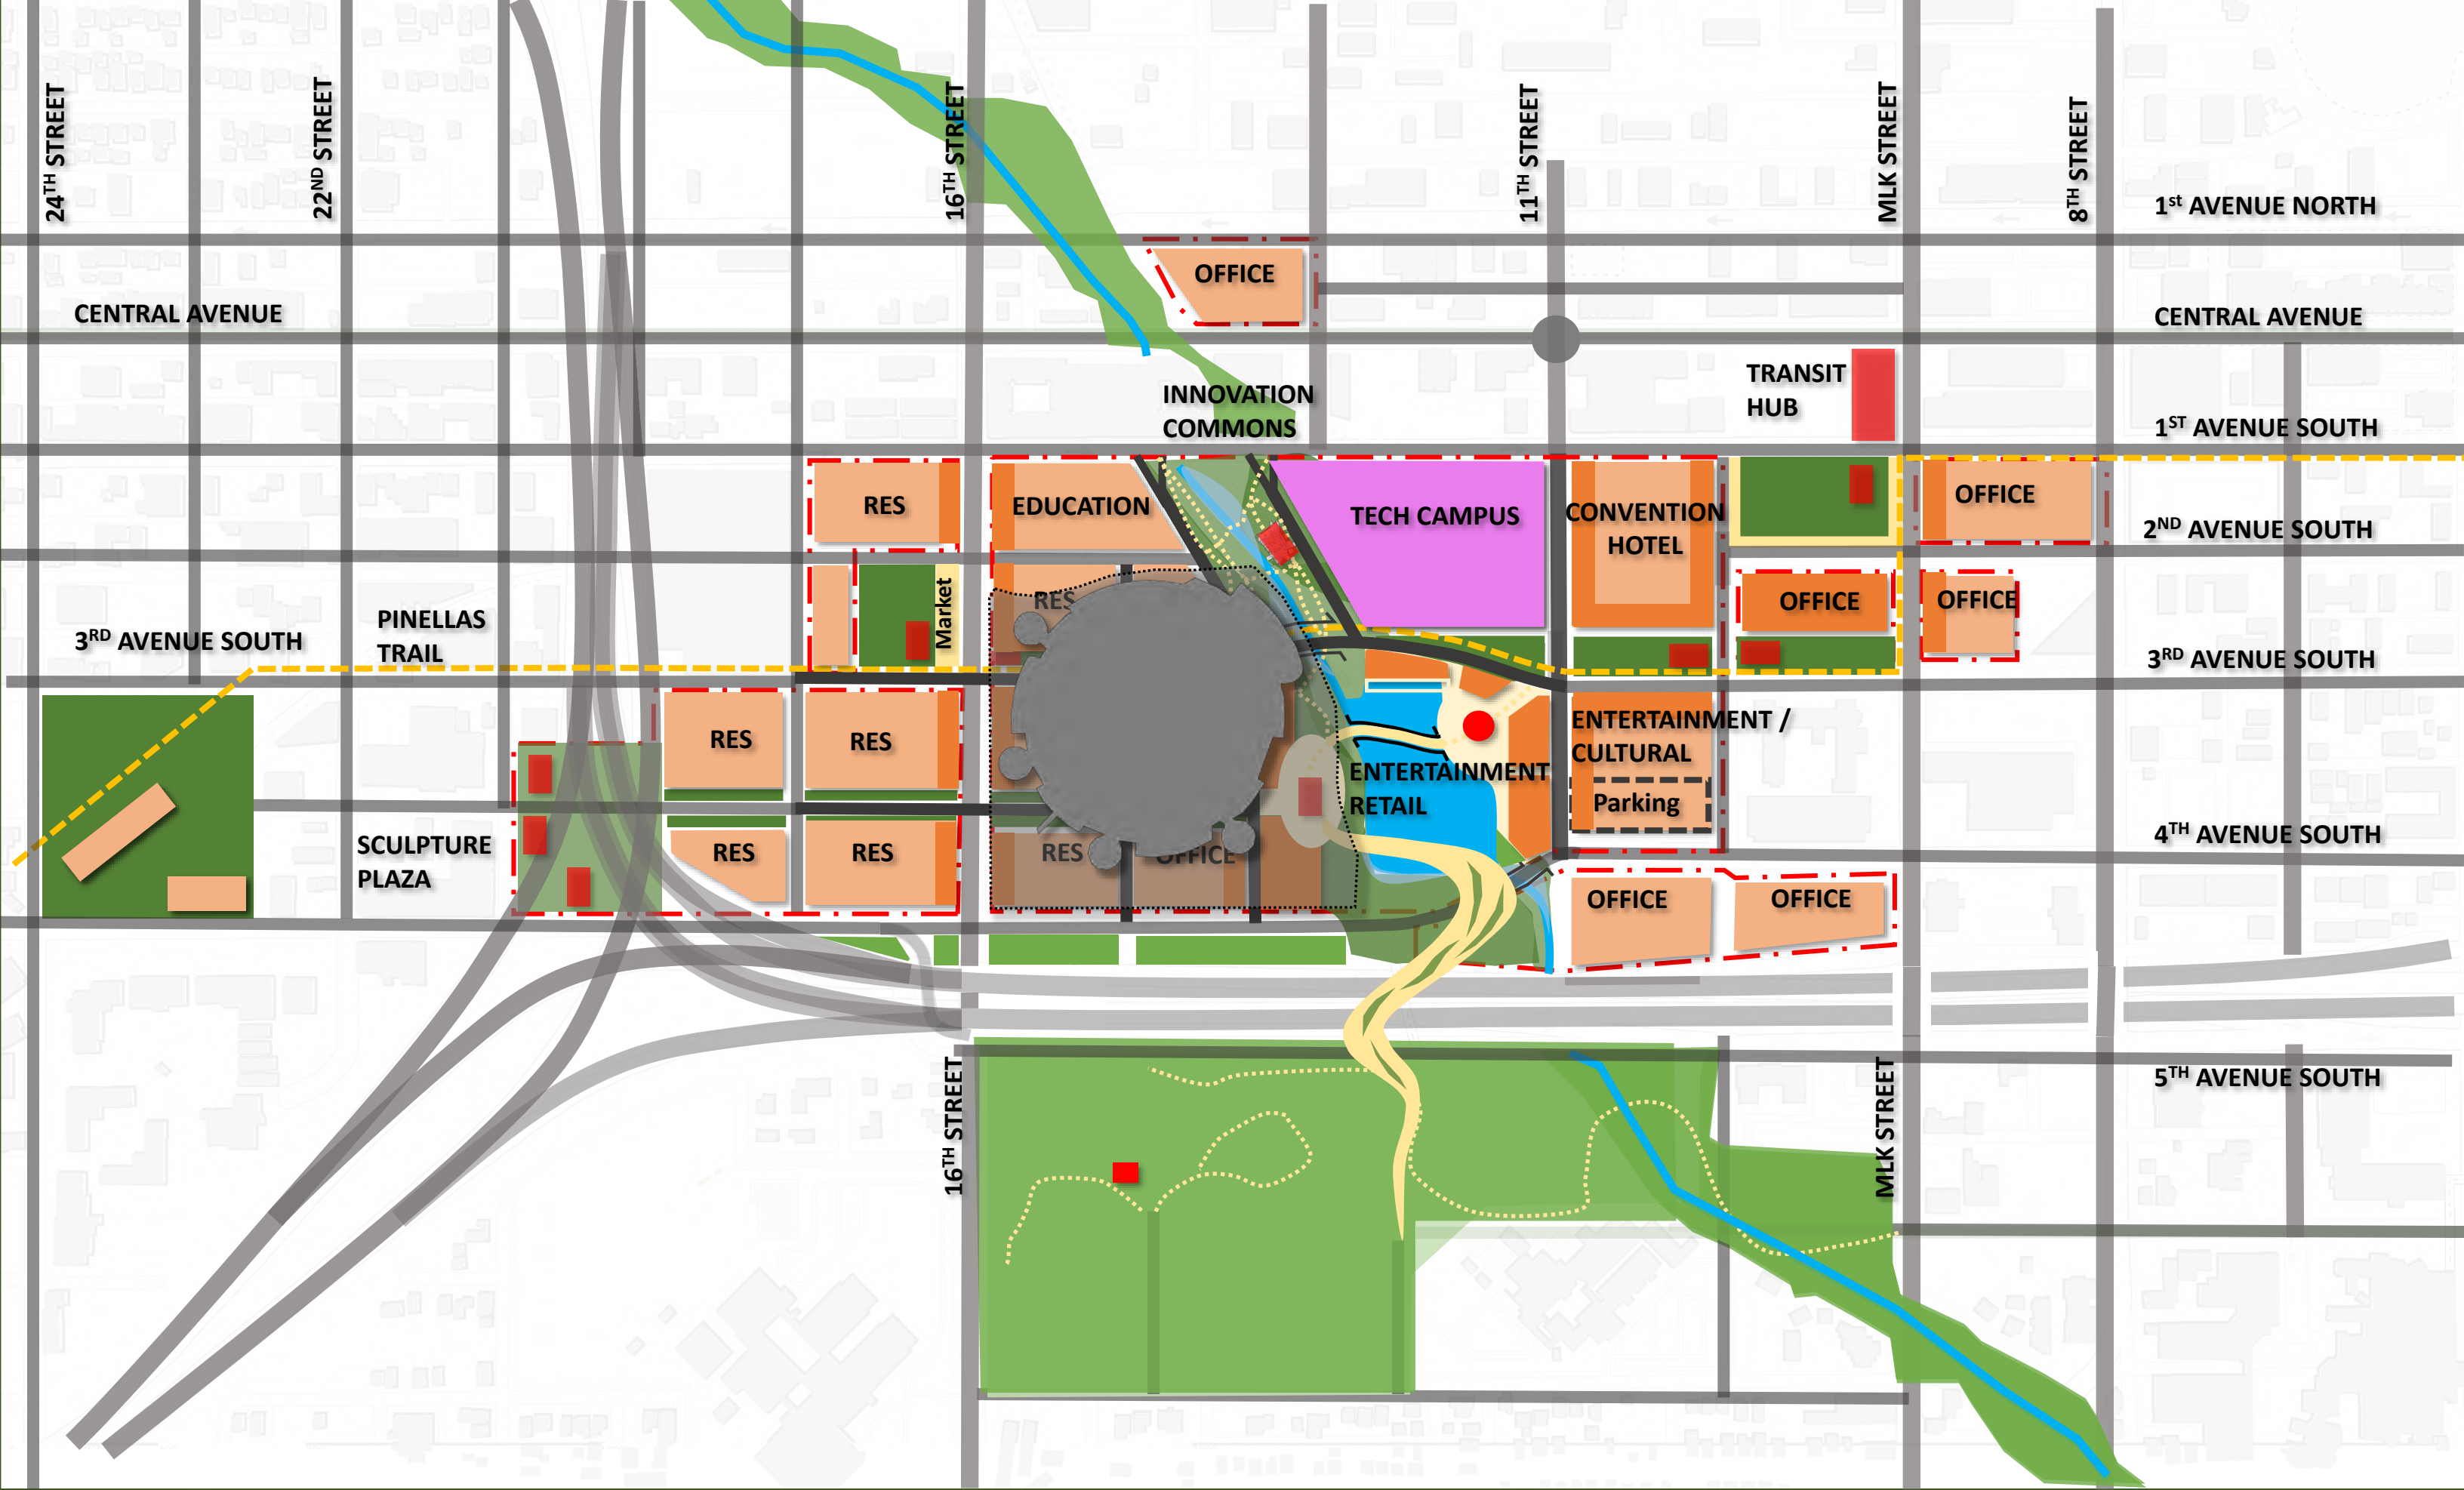 24TH STREET
22ND STREET
16TH STREET
11TH STREET
MLK STREET
8TH STREET
1st AVENUE NORTH
OFFICE
CENTRAL AVENUE
CENTRAL AVENUE
TRANSIT
HUB
INNOVATION
COMMONS
1ST AVENUE SOUTH
RES
EDUCATION
TECH CAMPUS
CONVENTION
HOTEL
OFFICE
2ND AVENUE SOUTH
Market
RES
OFFICE
OFFICE
PINELLAS
TRAIL
3RD AVENUE SOUTH
3RD AVENUE SOUTH
RES
RES
ENTERTAINMENT /
CULTURAL
ENTERTAINMENT
RETAIL
Parking
SCULPTURE
PLAZA
RES
RES
RES
OFFICE
4TH AVENUE SOUTH
OFFICE
OFFICE
16TH STREET
MLK STREET
5TH AVENUE SOUTH